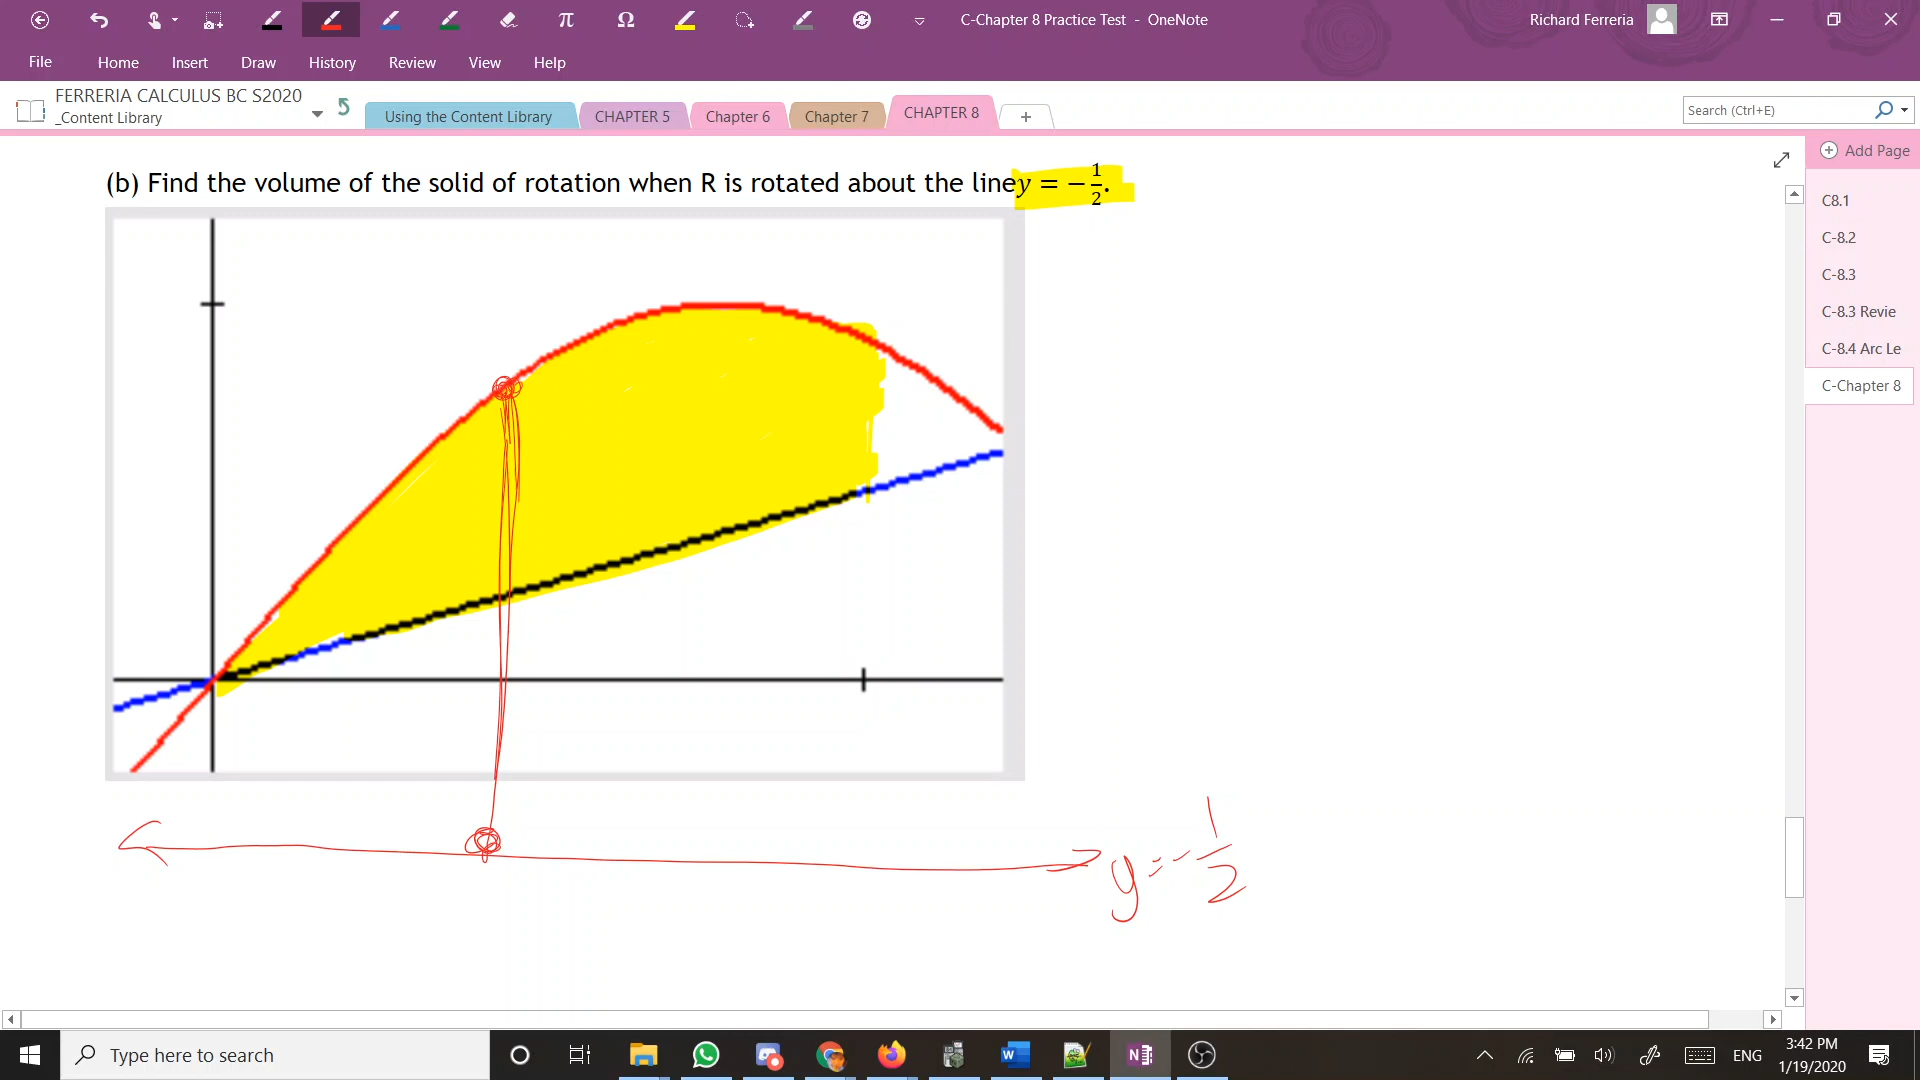 C-Chapter 8 Practice Test - OneNote
Richard Ferreria
File Home Insert Draw History Review View Help
FERRERIA CALCULUS BC S2020
_Content Library
Using the Content Library CHAPTER 5 Chapter 6 Chapter 7 CHAPTER 8 +
Search (Ctrl+E)
Add Page
C8.1
C-8.2
C-8.3
C-8.3 Revie
C-8.4 Arc Le
C-Chapter 8
(b) Find the volume of the solid of rotation when R is rotated about the line y = -1/2.
y = -1/2
Type here to search
ENG
3:42 PM
1/19/2020